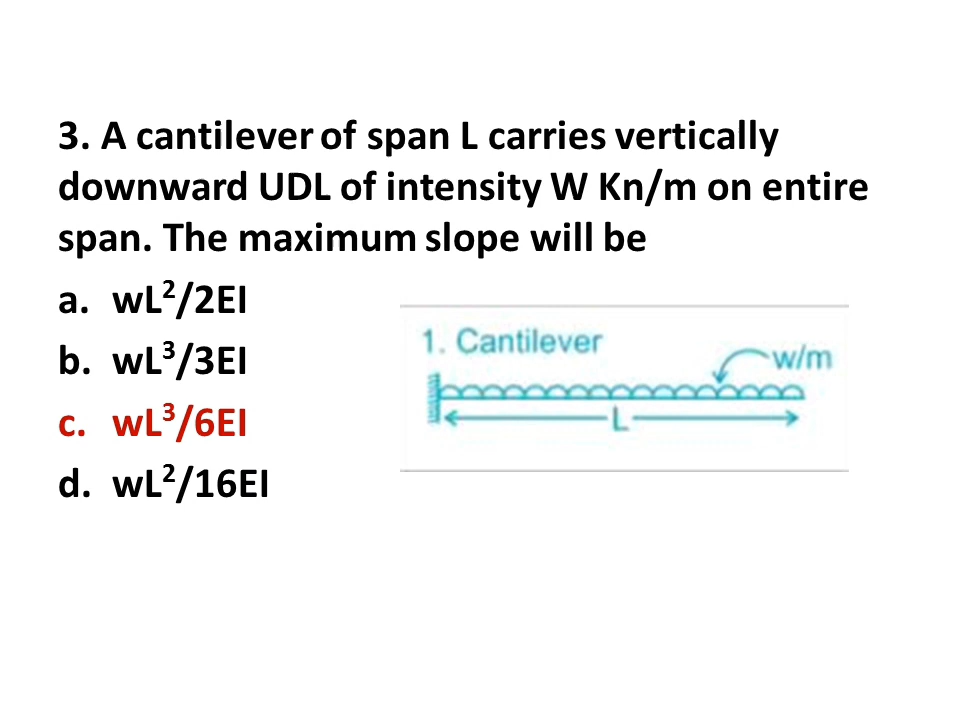 3. A cantilever of span L carries vertically
downward UDL of intensity W Kn/m on entire
span. The maximum slope will be
a. wL²/2EI
b. wL³/3EI
c. wL³/6EI
d. wL²/16EI
1. Cantilever
w/m
L